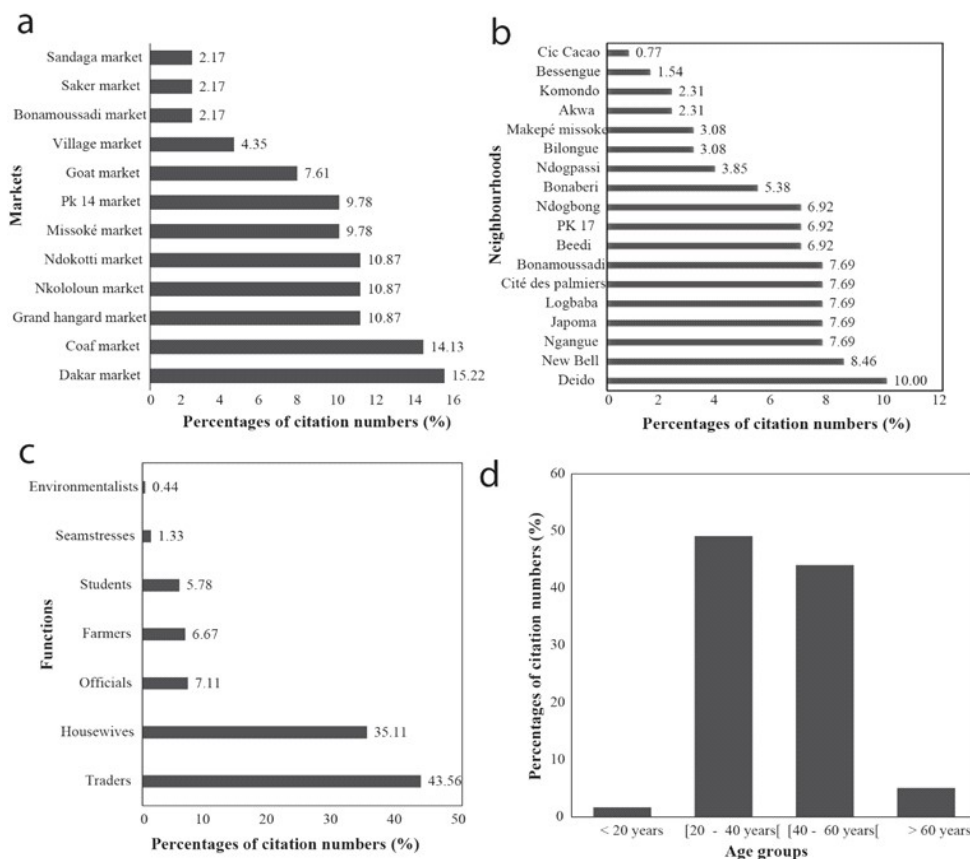 a
Markets
Sandaga market 2.17
Saker market 2.17
Bonamoussadi market 2.17
Village market 4.35
Goat market 7.61
Pk 14 market 9.78
Missoké market 9.78
Ndokotti market 10.87
Nkololoun market 10.87
Grand hangard market 10.87
Coaf market 14.13
Dakar market 15.22
0 2 4 6 8 10 12 14 16
Percentages of citation numbers (%)
b
Neighbourhoods
Cic Cacao 0.77
Bessengue 1.54
Komondo 2.31
Akwa 2.31
Makepé missoke 3.08
Bilongue 3.08
Ndogpassi 3.85
Bonaberi 5.38
Ndogbong 6.92
PK 17 6.92
Beedi 6.92
Bonamoussadi 7.69
Cité des palmiers 7.69
Logbaba 7.69
Japoma 7.69
Ngangue 7.69
New Bell 8.46
Deido 10.00
0 2 4 6 8 10 12
Percentages of citation numbers (%)
c
Functions
Environmentalists 0.44
Seamstresses 1.33
Students 5.78
Farmers 6.67
Officials 7.11
Housewives 35.11
Traders 43.56
0 10 20 30 40 50
Percentages of citation numbers (%)
d
Percentages of citation numbers (%)
60
50
40
30
20
10
0
< 20 years [20 - 40 years[ [40 - 60 years[ > 60 years
Age groups